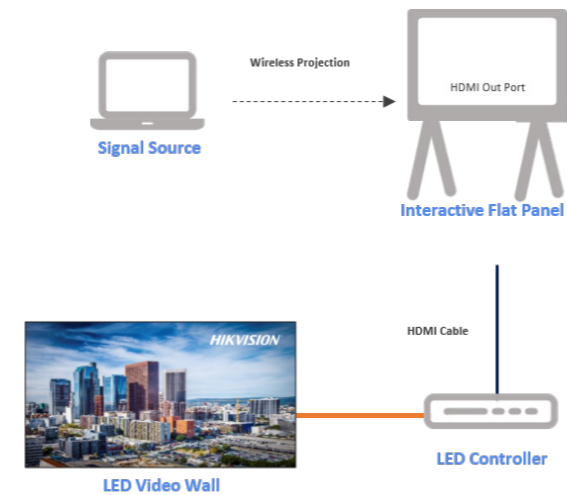 Wireless Projection
HDMI Out Port
Signal Source
Interactive Flat Panel
HDMI Cable
HIKVISION
LED Controller
LED Video Wall